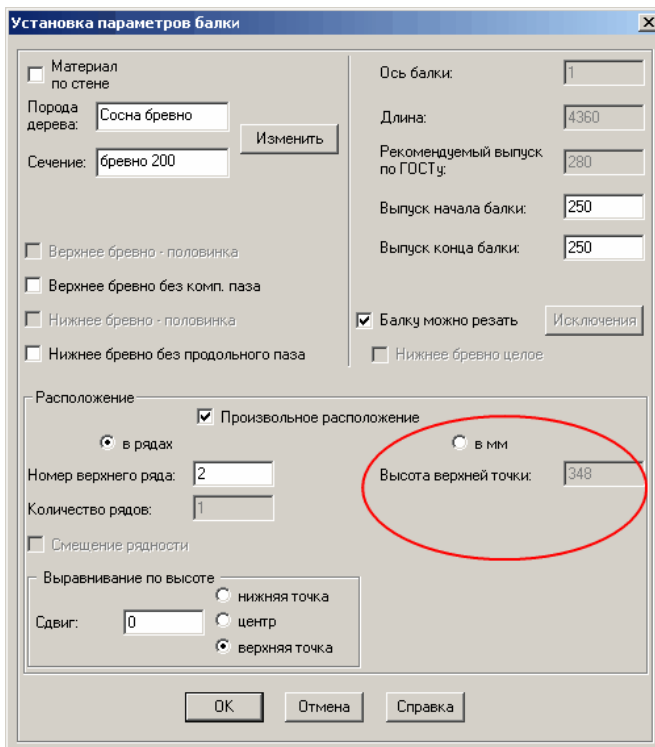 Установка параметров балки
Материал
по стене
Порода
дерева:
Сосна бревно
Изменить
Сечение:
бревно 200
Ось балки:
1
Длина:
4360
Рекомендуемый выпуск
по ГОСТу:
280
Выпуск начала балки:
250
Выпуск конца балки:
250
Верхнее бревно - половинка
Верхнее бревно без комп. паза
Нижнее бревно - половинка
Нижнее бревно без продольного паза
Балку можно резать
Исключения
Нижнее бревно целое
Расположение
Произвольное расположение
в рядах
в мм
Номер верхнего ряда:
2
Высота верхней точки:
348
Количество рядов:
1
Смещение рядности
Выравнивание по высоте
Сдвиг:
0
нижняя точка
центр
верхняя точка
OK
Отмена
Справка